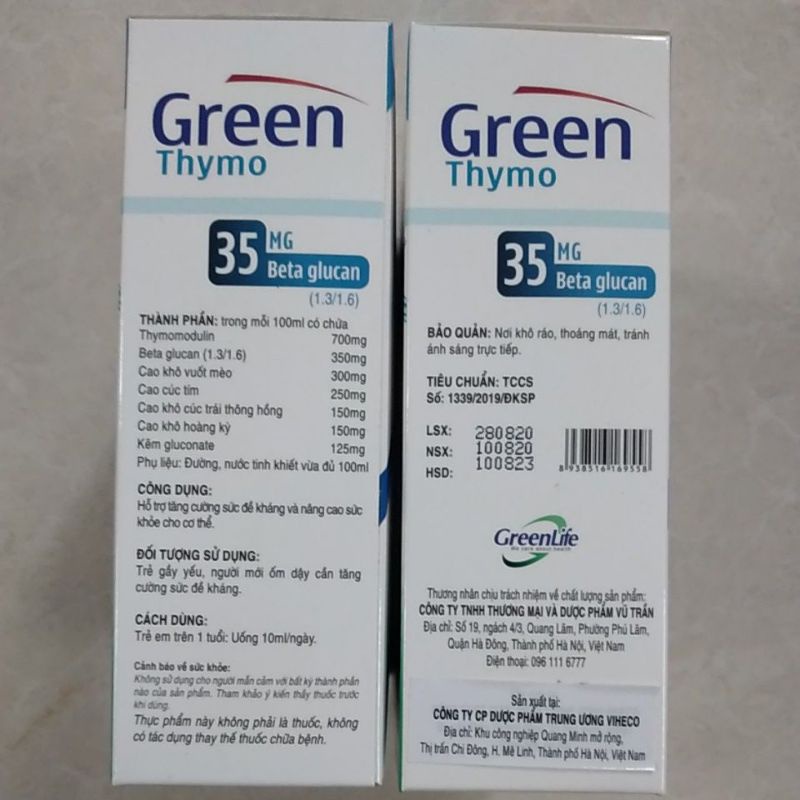 Green
Thymo
35 MG
Beta glucan
(1.3/1.6)
THÀNH PHẦN: trong mỗi 100ml có chứa
Thymomodulin 700mg
Beta glucan (1.3/1.6) 350mg
Cao khô vuốt mèo 300mg
Cao cúc tím 250mg
Cao khô cúc trái thông hồng 150mg
Cao khô hoàng kỳ 150mg
Kẽm gluconate 125mg
Phụ liệu: Đường, nước tinh khiết vừa đủ 100ml
CÔNG DỤNG:
Hỗ trợ tăng cường sức đề kháng và nâng cao sức
khỏe cho cơ thể.
ĐỐI TƯỢNG SỬ DỤNG:
Trẻ gầy yếu, người mới ốm dậy cần tăng
cường sức đề kháng.
CÁCH DÙNG:
Trẻ em trên 1 tuổi: Uống 10ml/ngày.
Cảnh báo về sức khỏe:
Không sử dụng cho người mẫn cảm với bất kỳ thành phần
nào của sản phẩm. Tham khảo ý kiến thầy thuốc trước
khi dùng.
Thực phẩm này không phải là thuốc, không
có tác dụng thay thế thuốc chữa bệnh.
Green
Thymo
35 MG
Beta glucan
(1.3/1.6)
BẢO QUẢN: Nơi khô ráo, thoáng mát, tránh
ánh sáng trực tiếp.
TIÊU CHUẨN: TCCS
Số: 1339/2019/ĐKSP
LSX: 280820
NSX: 100820
HSD: 100823
8 938516 169558
GreenLife
We care about health
Thương nhân chịu trách nhiệm về chất lượng sản phẩm:
CÔNG TY TNHH THƯƠNG MẠI VÀ DƯỢC PHẨM VŨ TRẦN
Địa chỉ: Số 19, ngách 4/3, Quang Lãm, Phường Phú Lãm,
Quận Hà Đông, Thành phố Hà Nội, Việt Nam
Điện thoại: 096 111 6777
Sản xuất tại:
CÔNG TY CP DƯỢC PHẨM TRUNG ƯƠNG VIHECO
Địa chỉ: Khu công nghiệp Quang Minh mở rộng,
Thị trấn Chi Đông, H. Mê Linh, Thành phố Hà Nội, Việt Nam